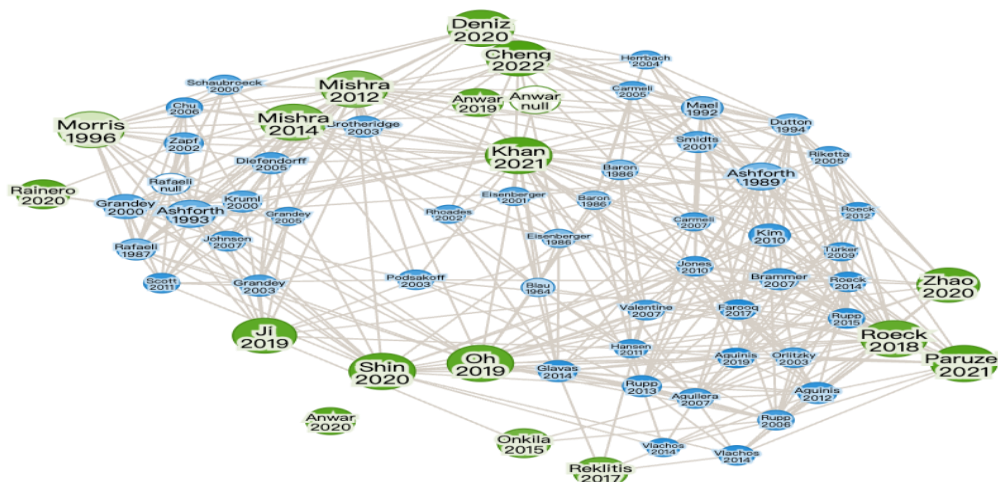 Deniz
2020
Cheng
2022
Herrbach
2004
Schaubroeck
2000
Mishra
2012
Carmeli
2005
Anwar
2019
Anwar
null
Mael
1992
Chu
2006
Mishra
2014
Brotheridge
2003
Dutton
1994
Morris
1996
Zapf
2002
Smidts
2001
Khan
2021
Riketta
2005
Diefendorff
2005
Baron
1986
Ashforth
1989
Rafaeli
null
Rainero
2020
Grandey
2000
Kruml
2000
Eisenberger
2001
Baron
1986
Ashforth
1993
Grandey
2005
Rhoades
2002
Carmeli
2007
Roeck
2012
Johnson
2007
Eisenberger
1986
Kim
2010
Rafaeli
1987
Turker
2009
Jones
2010
Scott
2011
Grandey
2003
Podsakoff
2003
Blau
1964
Brammer
2007
Roeck
2014
Zhao
2020
Valentine
2007
Farooq
2017
Rupp
2015
Ji
2019
Roeck
2018
Hansen
2011
Aguinis
2019
Orlitzky
2003
Oh
2019
Shin
2020
Glavas
2014
Paruze
2021
Rupp
2013
Aguilera
2007
Aguinis
2012
Anwar
2020
Rupp
2006
Onkila
2015
Vlachos
2014
Vlachos
2014
Reklitis
2017